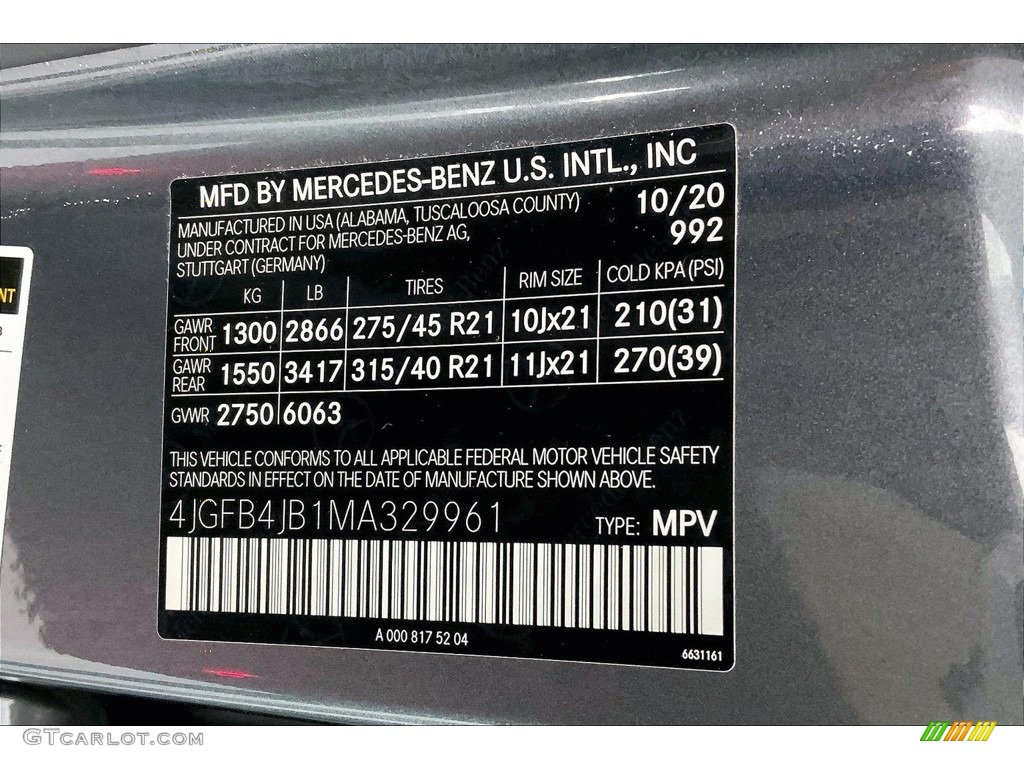 MFD BY MERCEDES-BENZ U.S. INTL., INC
MANUFACTURED IN USA (ALABAMA, TUSCALOOSA COUNTY) 10/20
UNDER CONTRACT FOR MERCEDES-BENZ AG, 992
STUTTGART (GERMANY)
KG LB TIRES RIM SIZE COLD KPA (PSI)
GAWR FRONT 1300 2866 275/45 R21 10Jx21 210(31)
GAWR REAR 1550 3417 315/40 R21 11Jx21 270(39)
GVWR 2750 6063
THIS VEHICLE CONFORMS TO ALL APPLICABLE FEDERAL MOTOR VEHICLE SAFETY
STANDARDS IN EFFECT ON THE DATE OF MANUFACTURE SHOWN ABOVE.
4JGFB4JB1MA329961 TYPE: MPV
A 000 817 52 04
6631161
GTCARLOT.COM